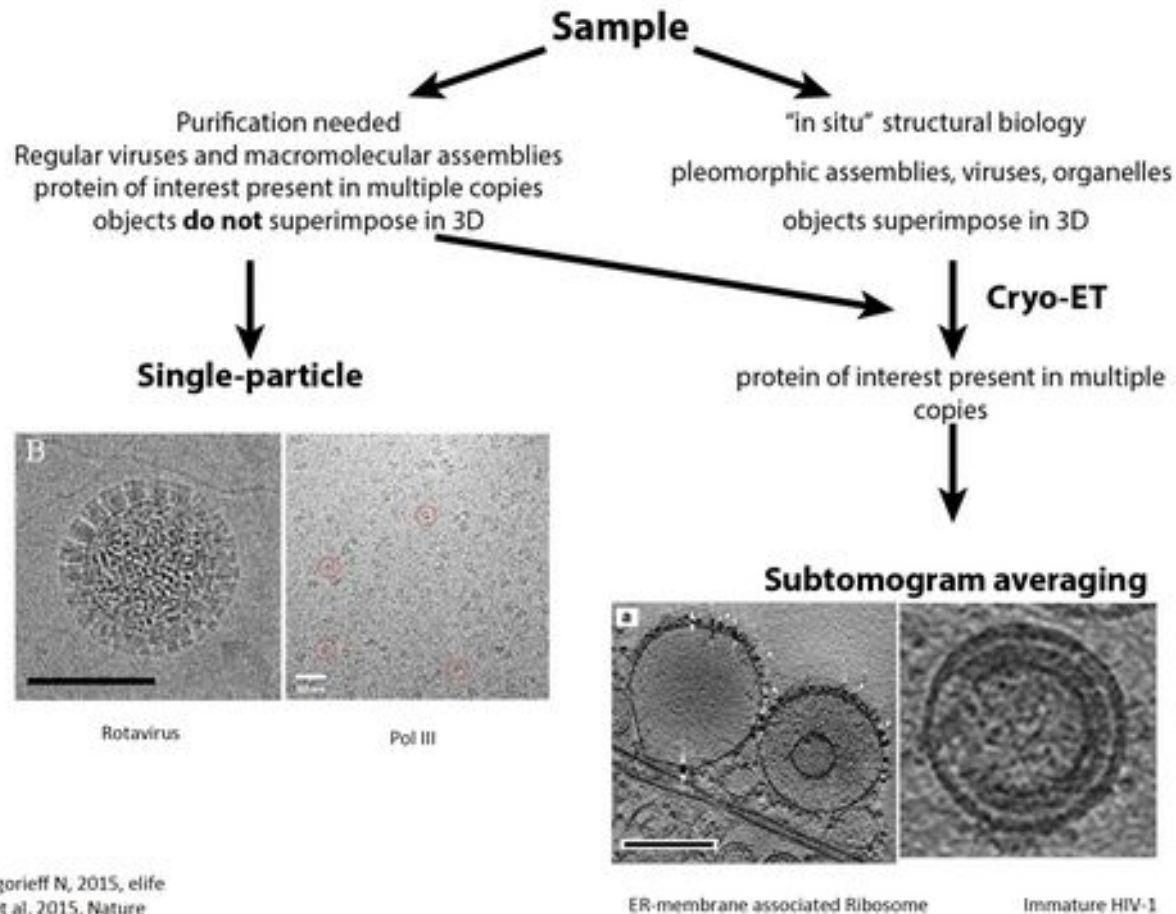 Sample
Purification needed
Regular viruses and macromolecular assemblies
protein of interest present in multiple copies
objects do not superimpose in 3D
"in situ" structural biology
pleomorphic assemblies, viruses, organelles
objects superimpose in 3D
Cryo-ET
Single-particle
protein of interest present in multiple
copies
B
Rotavirus
Pol III
Subtomogram averaging
a
ER-membrane associated Ribosome
Immature HIV-1
gorieff N, 2015, elife
et al, 2015, Nature